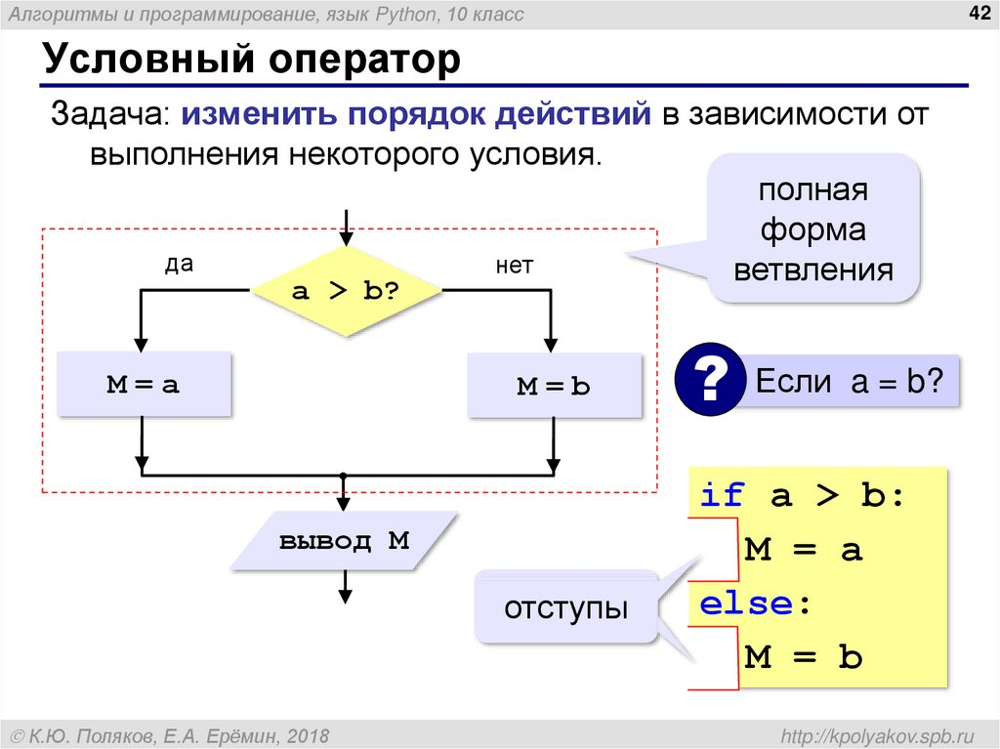 Алгоритмы и программирование, язык Python, 10 класс
42
Условный оператор
Задача: изменить порядок действий в зависимости от
выполнения некоторого условия.
полная
форма
ветвления
да
нет
a > b?
M = a
M = b
? Если a = b?
вывод M
отступы
if a > b:
M = a
else:
M = b
© К.Ю. Поляков, Е.А. Ерёмин, 2018
http://kpolyakov.spb.ru